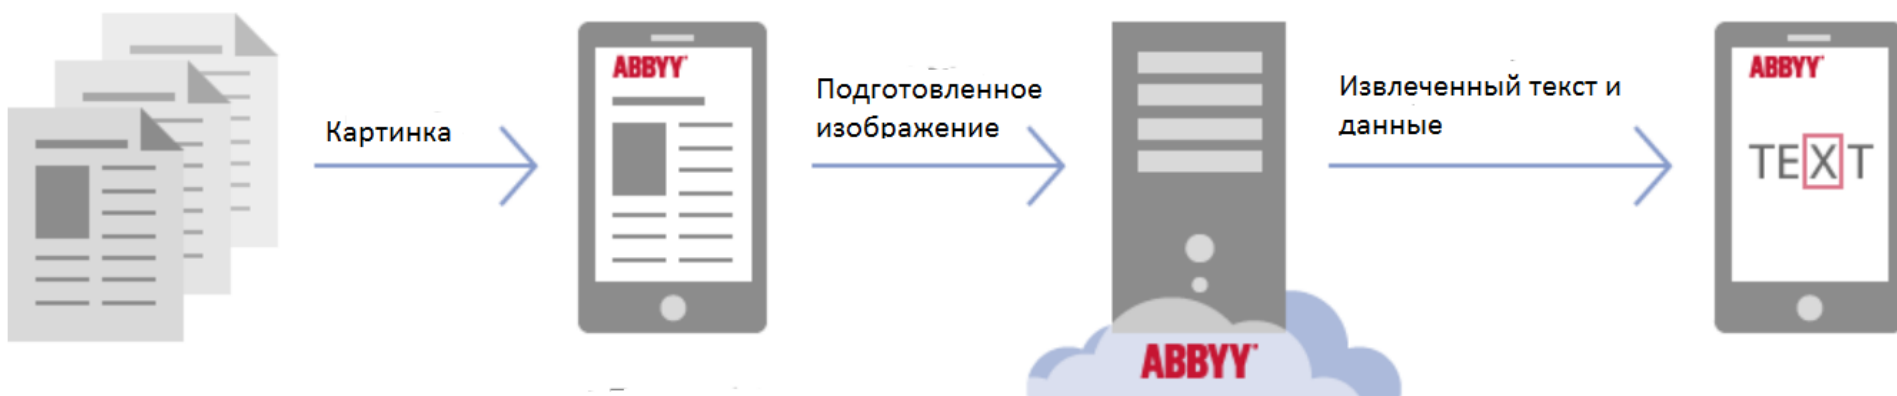 Картинка
ABBYY
Подготовленное
изображение
ABBYY
Извлеченный текст и
данные
ABBYY
TEXT